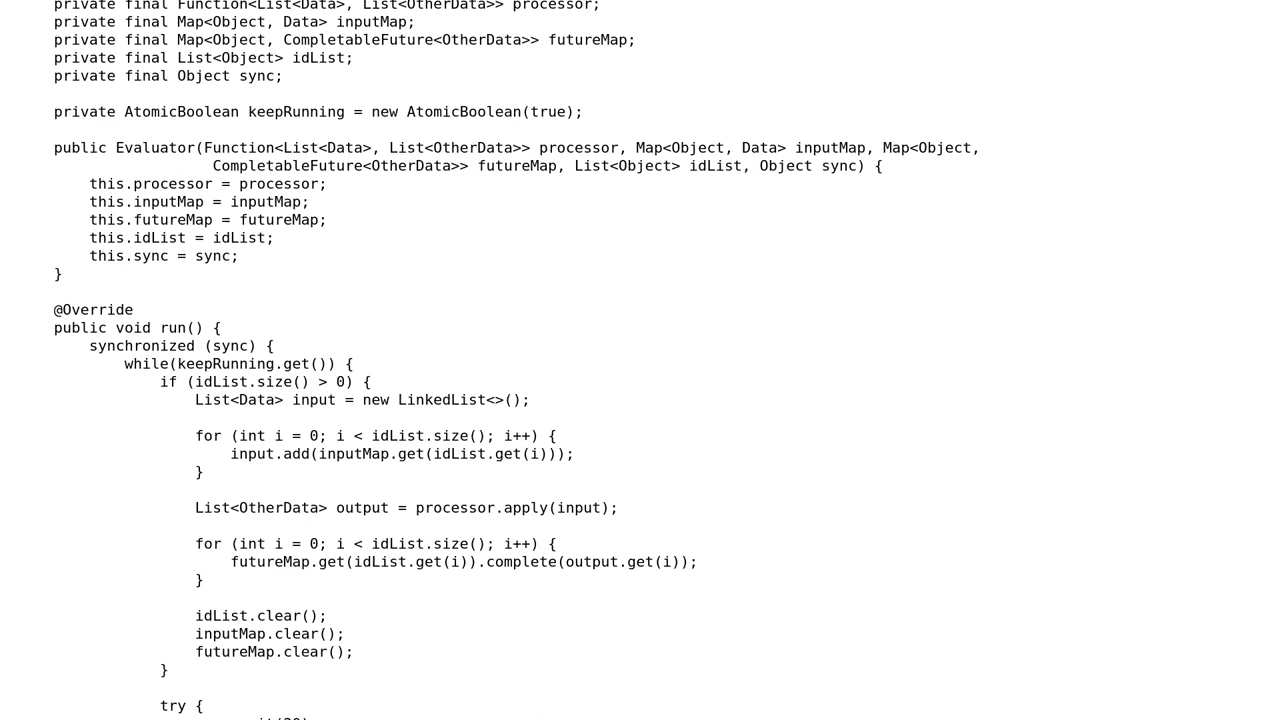 private final Function<List<Data>, List<OtherData>> processor;
private final Map<Object, Data> inputMap;
private final Map<Object, CompletableFuture<OtherData>> futureMap;
private final List<Object> idList;
private final Object sync;

private AtomicBoolean keepRunning = new AtomicBoolean(true);

public Evaluator(Function<List<Data>, List<OtherData>> processor, Map<Object, Data> inputMap, Map<Object,
                  CompletableFuture<OtherData>> futureMap, List<Object> idList, Object sync) {
    this.processor = processor;
    this.inputMap = inputMap;
    this.futureMap = futureMap;
    this.idList = idList;
    this.sync = sync;
}

@Override
public void run() {
    synchronized (sync) {
        while(keepRunning.get()) {
            if (idList.size() > 0) {
                List<Data> input = new LinkedList<>();

                for (int i = 0; i < idList.size(); i++) {
                    input.add(inputMap.get(idList.get(i)));
                }

                List<OtherData> output = processor.apply(input);

                for (int i = 0; i < idList.size(); i++) {
                    futureMap.get(idList.get(i)).complete(output.get(i));
                }

                idList.clear();
                inputMap.clear();
                futureMap.clear();
            }

            try {